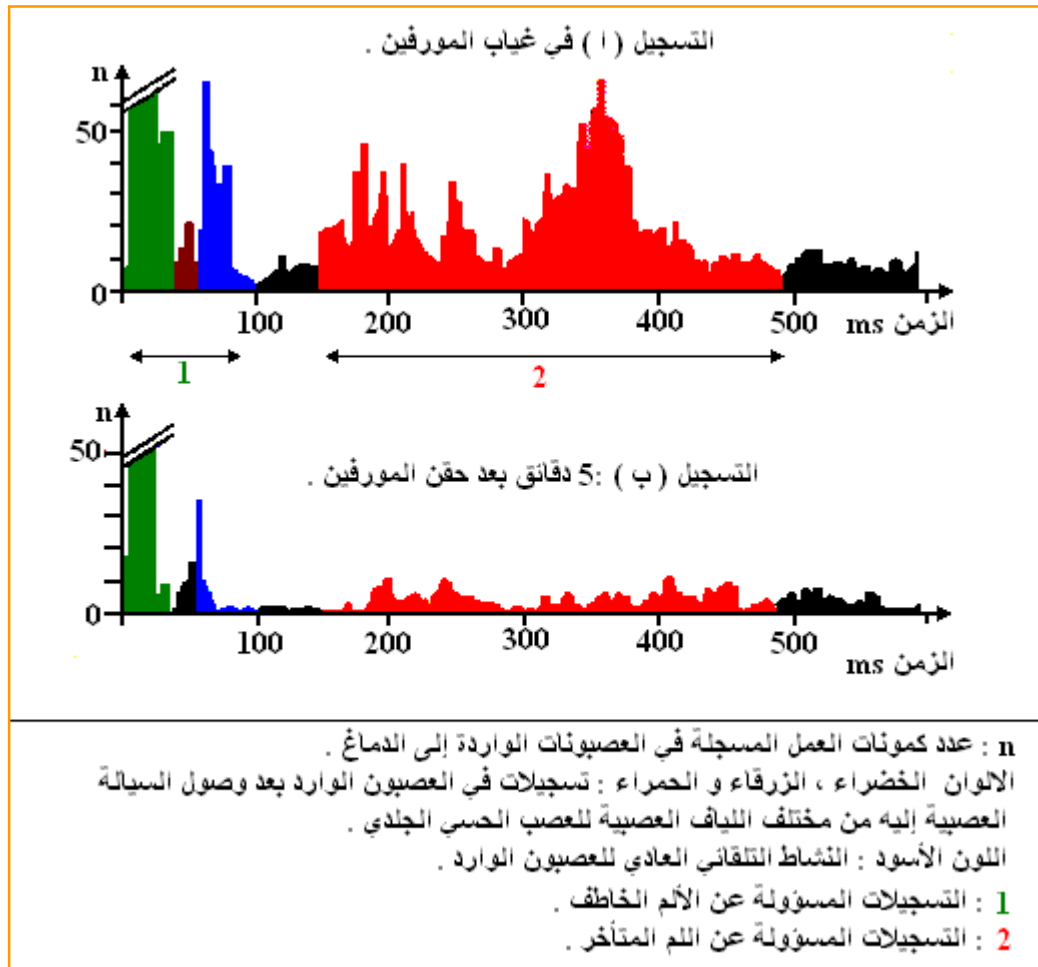 التسجيل ( ا ) في غياب المورفين .
n
50
0
100
200
300
400
500
الزمن ms
1
2
n
50
التسجيل ( ب ) :5 دقائق بعد حقن المورفين .
0
100
200
300
400
500
الزمن ms
n : عدد كمونات العمل المسجلة في العصبونات الواردة إلى الدماغ .
الالوان الخضراء ، الزرقاء و الحمراء : تسجيلات في العصبون الوارد بعد وصول السيالة
العصبية إليه من مختلف اللياف العصبية للعصب الحسي الجلدي .
اللون الأسود : النشاط التلقائي العادي للعصبون الوارد .
1 : التسجيلات المسؤولة عن الألم الخاطف .
2 : التسجيلات المسؤولة عن اللم المتأخر .